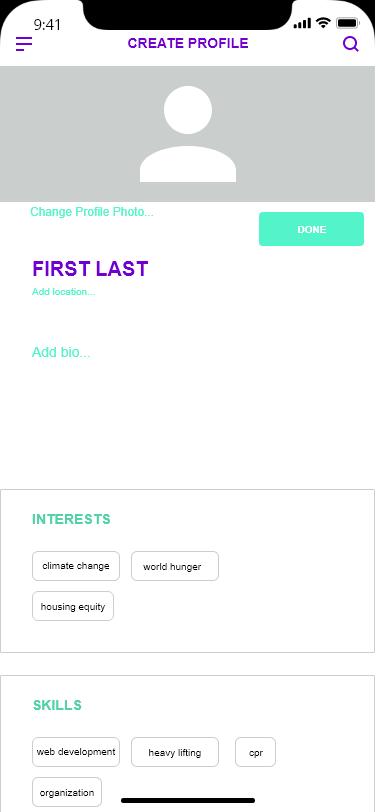 9:41
CREATE PROFILE
Change Profile Photo...
DONE
FIRST LAST
Add location...
Add bio...
INTERESTS
climate change world hunger
housing equity
SKILLS
web development heavy lifting cpr
organization